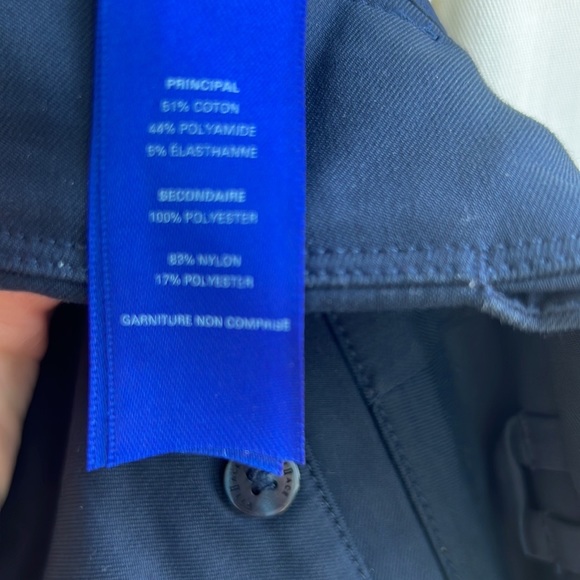 PRINCIPAL
51% COTON
44% POLYAMIDE
5% ÉLASTHANNE
SECONDAIRE
100% POLYESTER
83% NYLON
17% POLYESTER
GARNITURE NON COMPRISE